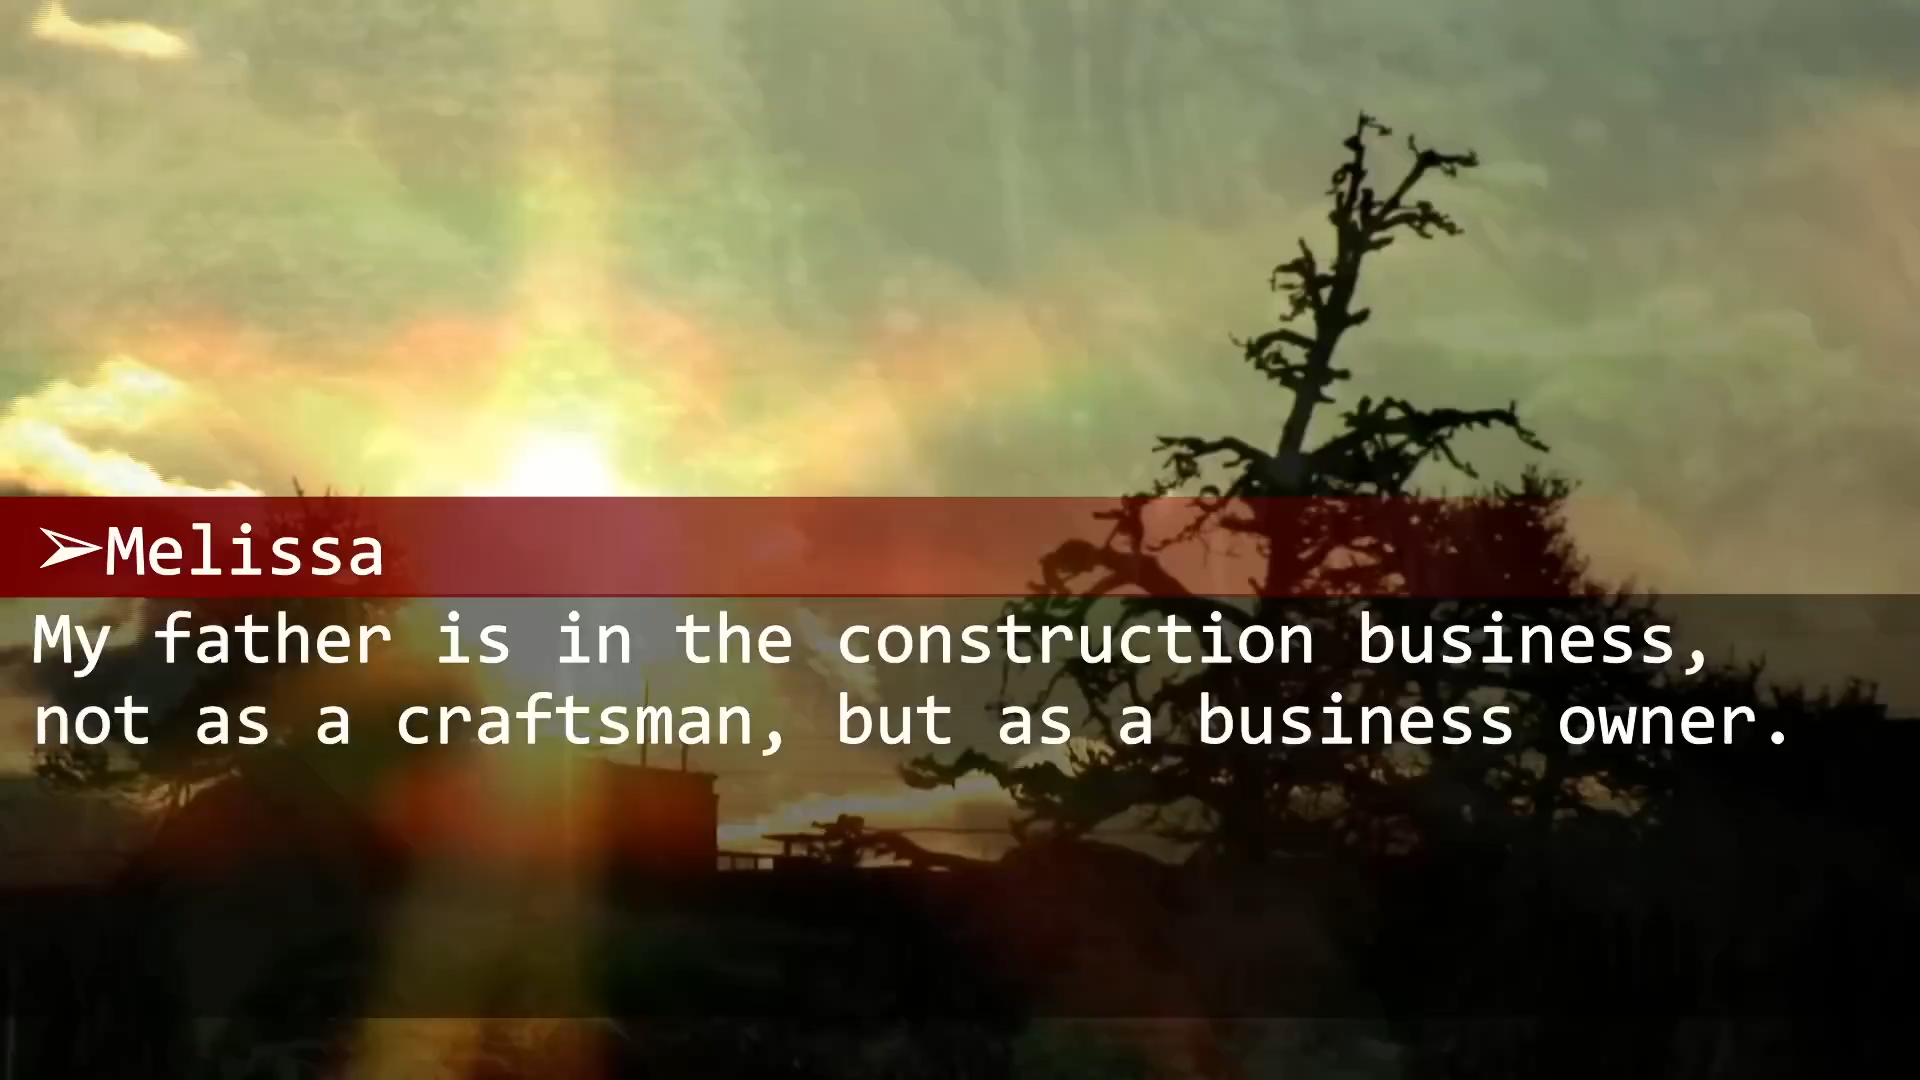 ➢Melissa
My father is in the construction business,
not as a craftsman, but as a business owner.